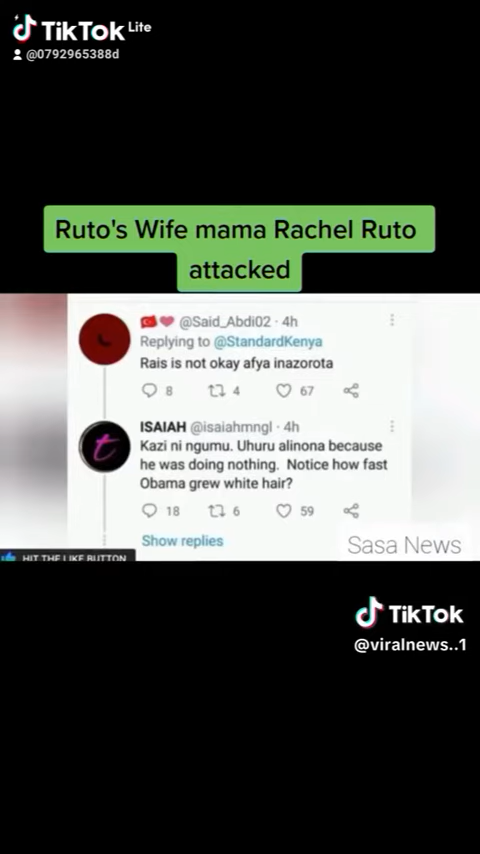 TikTok Lite
@0792965388d
Ruto's Wife mama Rachel Ruto
attacked
@Said_Abdi02 · 4h
Replying to @StandardKenya
Rais is not okay afya inazorota
8 4 67
ISAIAH @isaiahmngl · 4h
Kazi ni ngumu. Uhuru alinona because
he was doing nothing. Notice how fast
Obama grew white hair?
18 6 59
Show replies
Sasa News
HIT THE LIKE BUTTON
TikTok
@viralnews..1